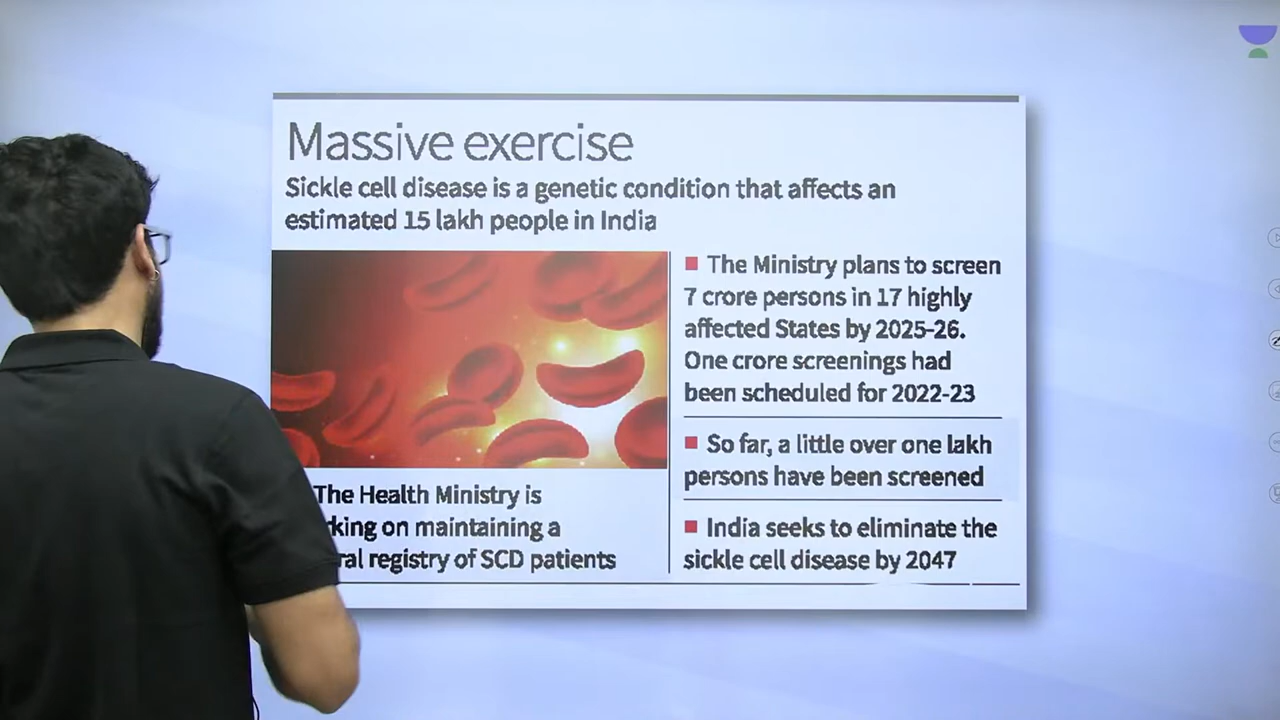 Massive exercise
Sickle cell disease is a genetic condition that affects an
estimated 15 lakh people in India
The Health Ministry is
on maintaining a
registry of SCD patients
■ The Ministry plans to screen
7 crore persons in 17 highly
affected States by 2025-26.
One crore screenings had
been scheduled for 2022-23
■ So far, a little over one lakh
persons have been screened
■ India seeks to eliminate the
sickle cell disease by 2047